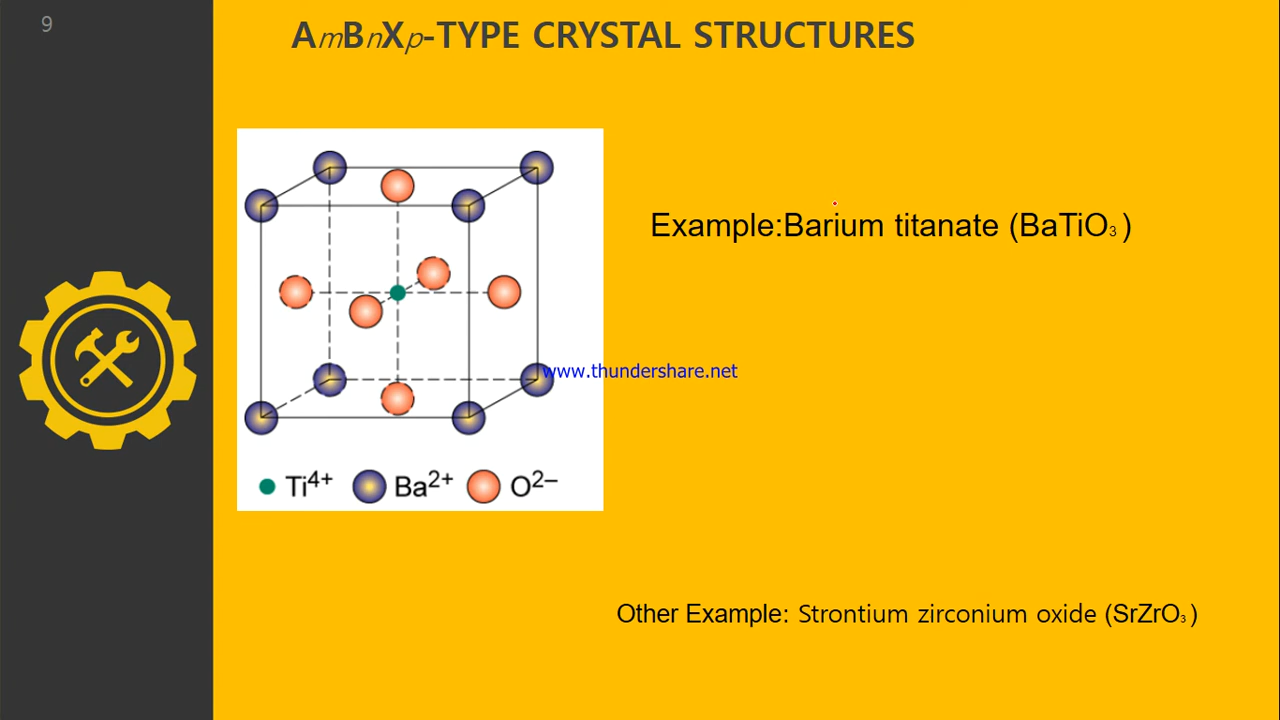 9
AmBnXp-TYPE CRYSTAL STRUCTURES
Example:Barium titanate (BaTiO₃ )
www.thundershare.net
Ti⁴⁺ Ba²⁺ O²⁻
Other Example: Strontium zirconium oxide (SrZrO₃ )